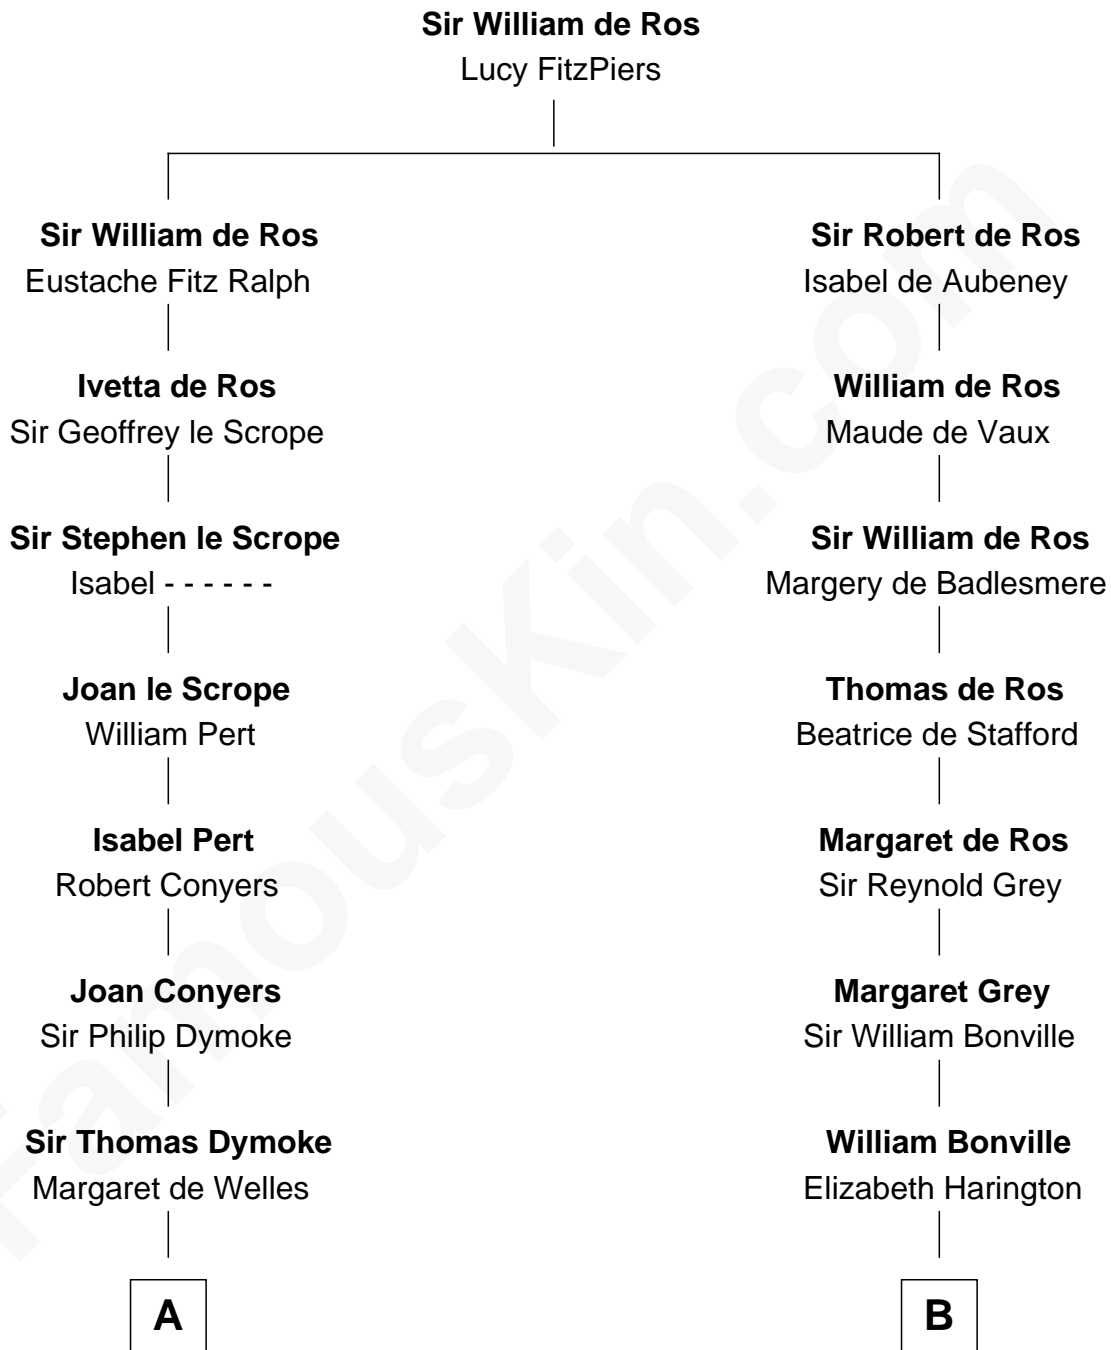 Sir William de Ros
Lucy FitzPiers
Sir William de Ros
Eustache Fitz Ralph
Sir Robert de Ros
Isabel de Aubeney
Ivetta de Ros
Sir Geoffrey le Scrope
William de Ros
Maude de Vaux
Sir Stephen le Scrope
Isabel - - - - - -
Sir William de Ros
Margery de Badlesmere
Joan le Scrope
William Pert
Thomas de Ros
Beatrice de Stafford
Isabel Pert
Robert Conyers
Margaret de Ros
Sir Reynold Grey
Joan Conyers
Sir Philip Dymoke
Margaret Grey
Sir William Bonville
Sir Thomas Dymoke
Margaret de Welles
William Bonville
Elizabeth Harington
A
B
FamousKin.com